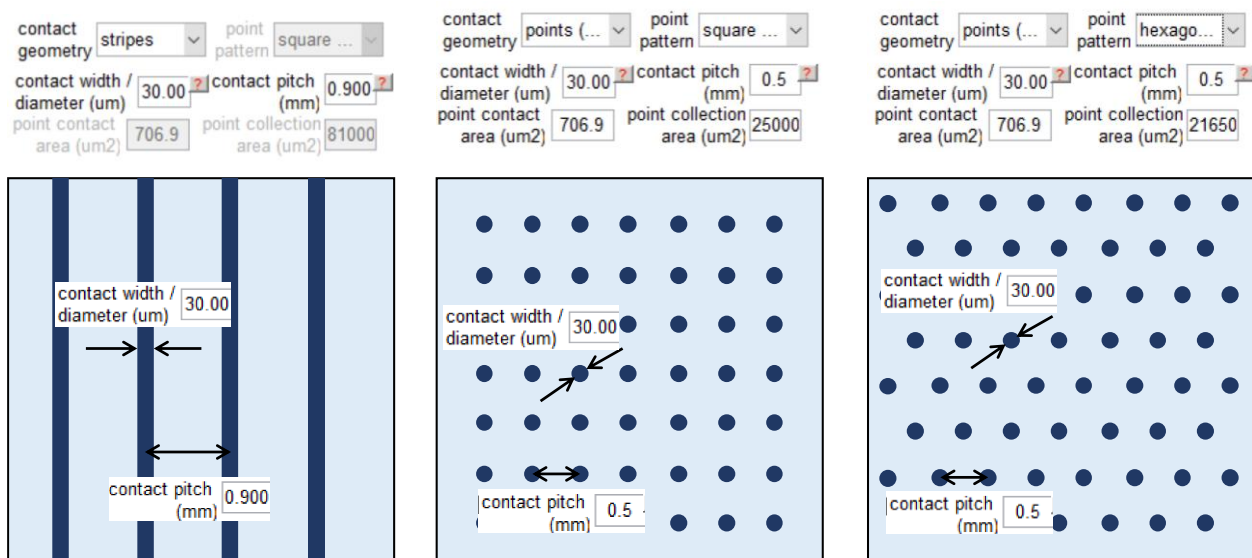 contact geometry stripes point pattern square ...
contact width / diameter (um) 30.00 ? contact pitch (mm) 0.900 ?
point contact area (um2) 706.9 point collection area (um2) 81000
contact width / diameter (um) 30.00
contact pitch (mm) 0.900
contact geometry points (... point pattern square ...
contact width / diameter (um) 30.00 ? contact pitch (mm) 0.5 ?
point contact area (um2) 706.9 point collection area (um2) 25000
contact width / diameter (um) 30.00
contact pitch (mm) 0.5
contact geometry points (... point pattern hexago...
contact width / diameter (um) 30.00 ? contact pitch (mm) 0.5 ?
point contact area (um2) 706.9 point collection area (um2) 21650
contact width / diameter (um) 30.00
contact pitch (mm) 0.5